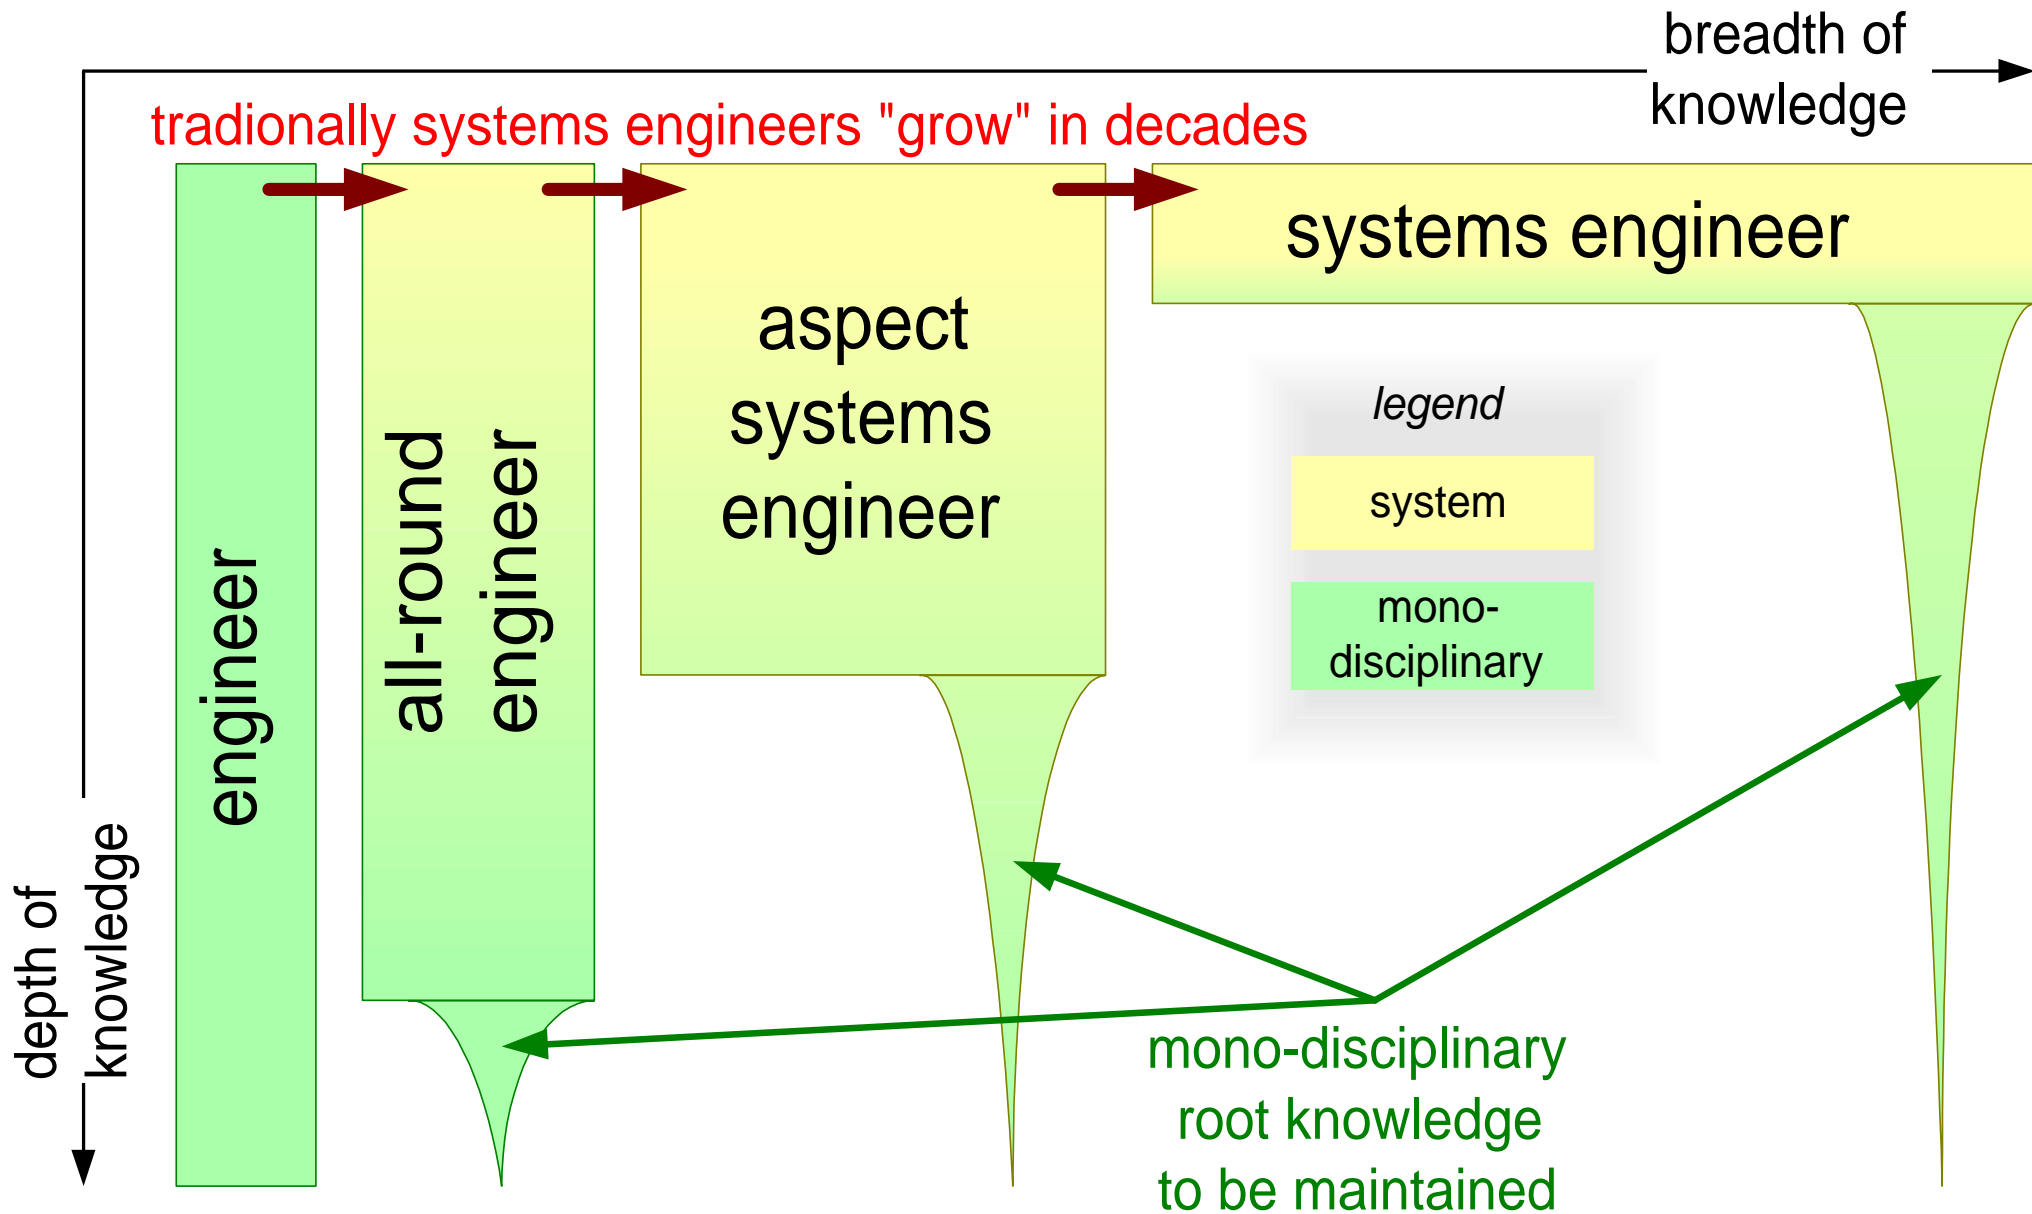 breadth of
knowledge
tradionally systems engineers "grow" in decades
systems engineer
aspect
systems
engineer
all-round
engineer
engineer
legend
system
mono-
disciplinary
depth of
knowledge
mono-disciplinary
root knowledge
to be maintained